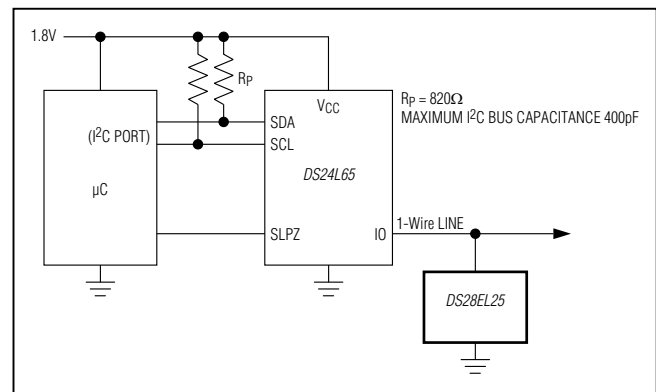 1.8V
RP
VCC
RP = 820Ω
MAXIMUM I²C BUS CAPACITANCE 400pF
SDA
(I²C PORT)
SCL
DS24L65
µC
SLPZ
IO
1-Wire LINE
DS28EL25